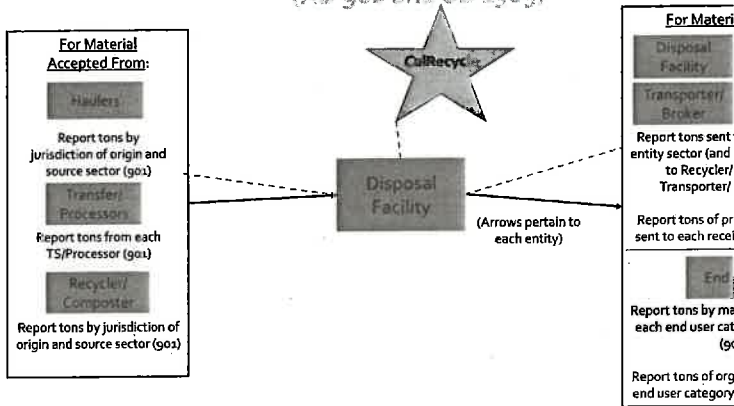 For Material
Accepted From:
Haulers
Report tons by
jurisdiction of origin and
source sector (901)
Transfer/
Processors
Report tons from each
TS/Processor (901)
Recycler/
Composter
Report tons by jurisdiction of
origin and source sector (901)
CalRecycle
Disposal
Facility
(Arrows pertain to
each entity)
For Materi
Disposal
Facility
Transporter/
Broker
Report tons sent
entity sector (and
to Recycler/
Transporter/
Report tons of pr
sent to each recei
End
Report tons by ma
each end user cat
Report tons of org
end user category